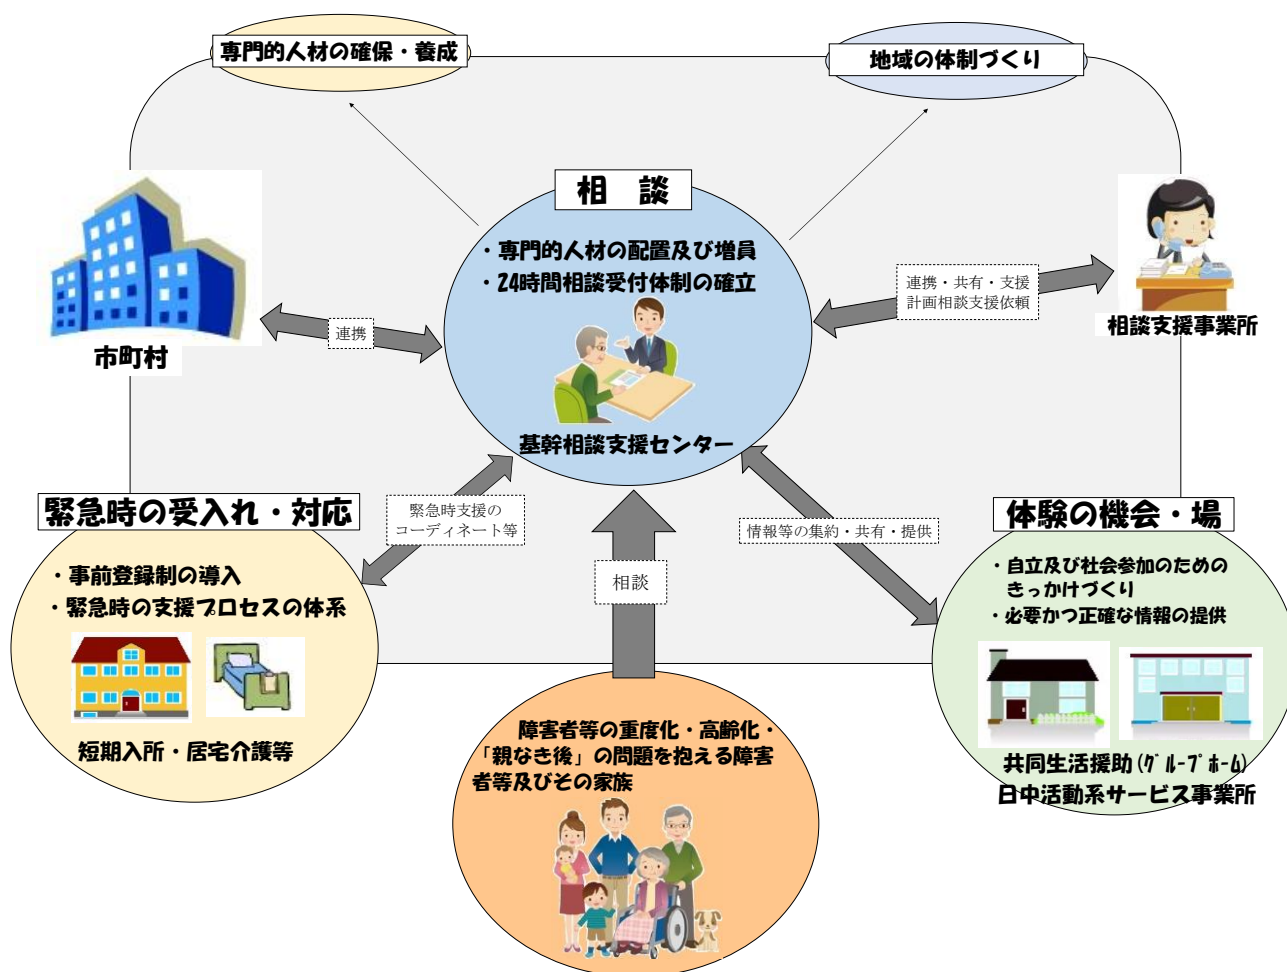 専門的人材の確保・養成
地域の体制づくり
相　談
・専門的人材の配置及び増員
・24時間相談受付体制の確立
基幹相談支援センター
市町村
連携
連携・共有・支援
計画相談支援依頼
相談支援事業所
緊急時の受入れ・対応
・事前登録制の導入
・緊急時の支援プロセスの体系
短期入所・居宅介護等
緊急時支援の
コーディネート等
相談
情報等の集約・共有・提供
体験の機会・場
・自立及び社会参加のための
きっかけづくり
・必要かつ正確な情報の提供
共同生活援助(ｸﾞﾙｰﾌﾟﾎｰﾑ)
日中活動系サービス事業所
障害者等の重度化・高齢化・
「親なき後」の問題を抱える障害
者等及びその家族